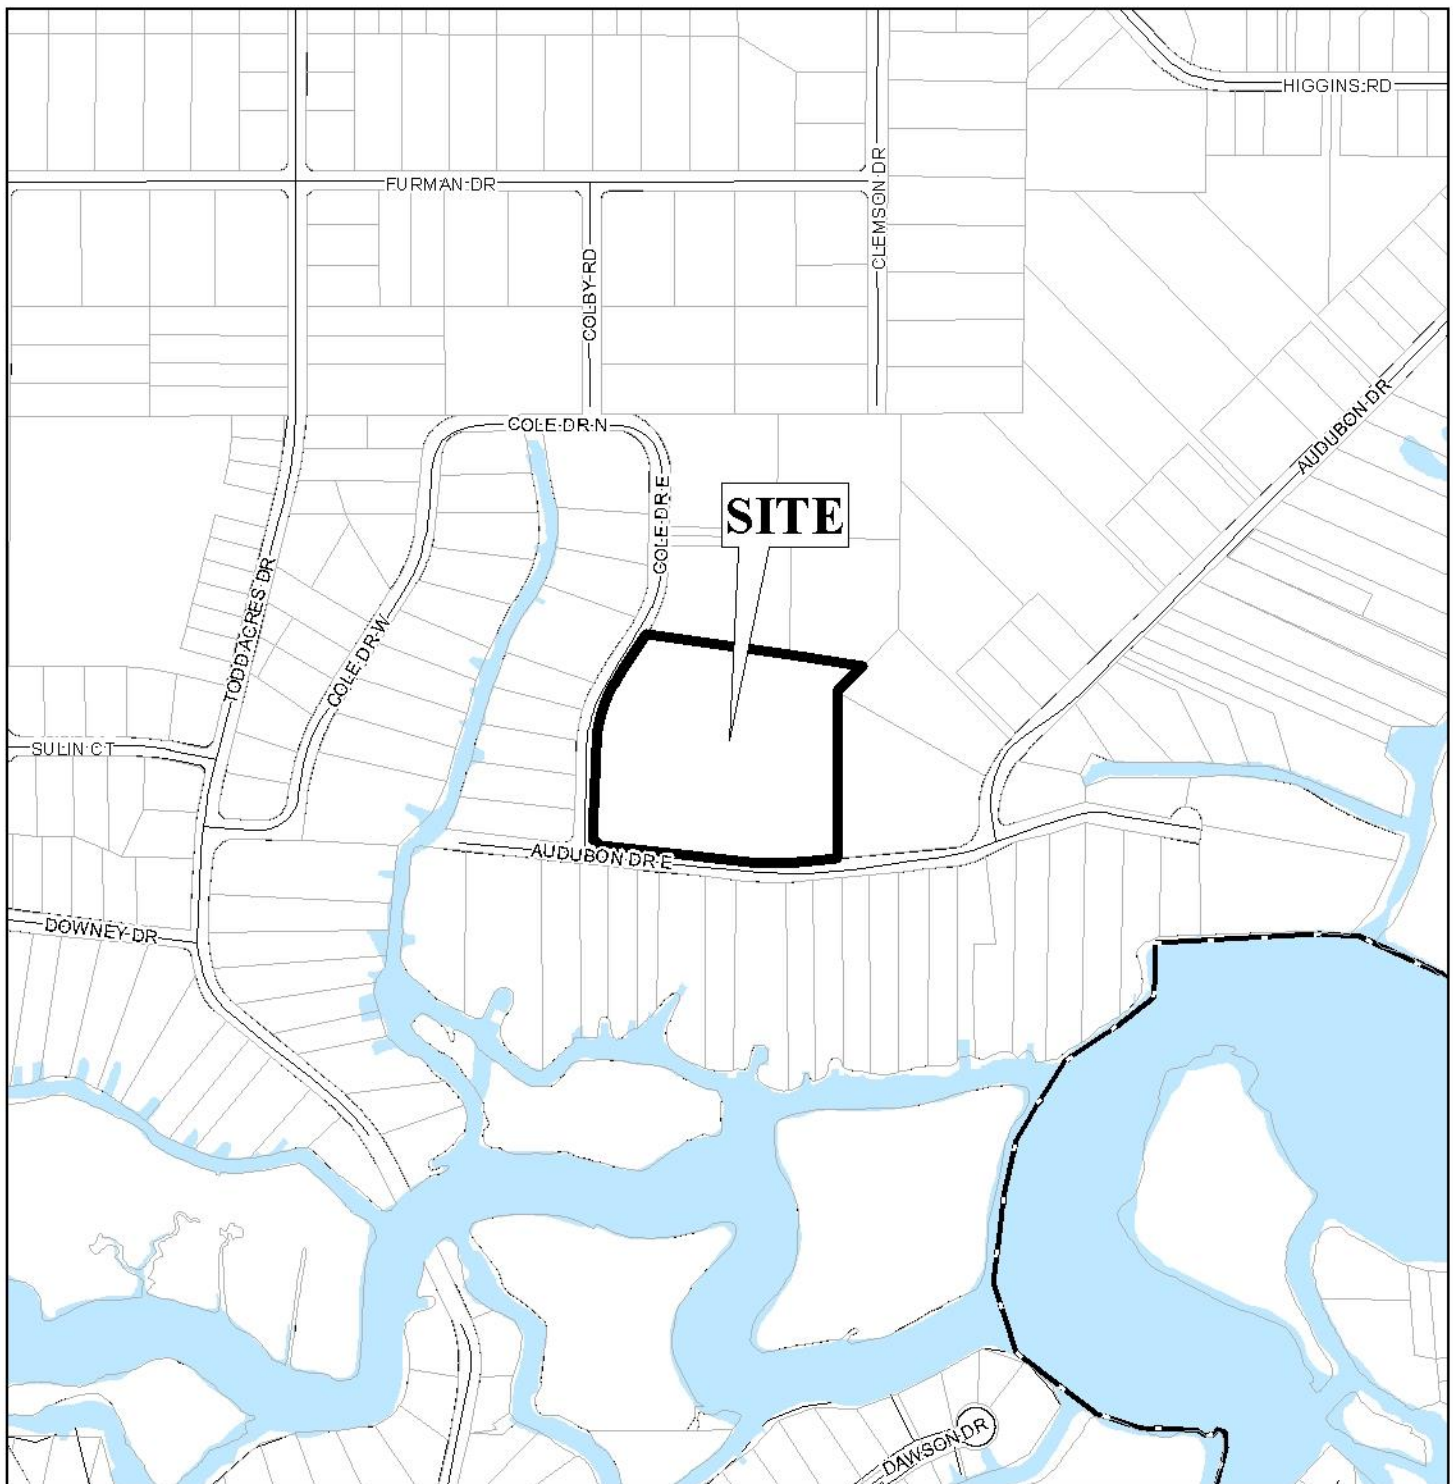 HIGGINS RD
FURMAN DR
CLEMSON DR
COLBY RD
AUDUBON DR
COLE DR N
COLE DR E
SITE
TODD ACRES DR
COLE DR W
SULIN CT
AUDUBON DR E
DOWNEY DR
DAWSON DR